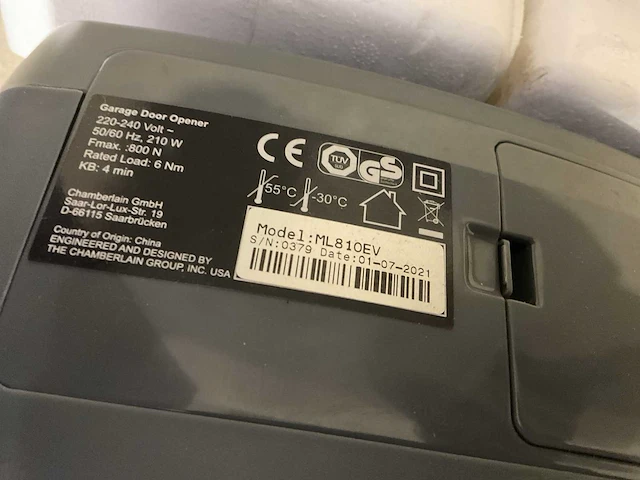 Garage Door Opener
220-240 Volt ~
50/60 Hz, 210 W
Fmax. :800 N
Rated Load: 6 Nm
KB: 4 min
Chamberlain GmbH
Saar-Lor-Lux-Str. 19
D-66115 Saarbrücken
Country of Origin: China
ENGINEERED AND DESIGNED BY
THE CHAMBERLAIN GROUP, INC. USA
CE
TÜV
SÜD
GS
55°C
-30°C
Model:ML810EV
S/N:0379 Date:01-07-2021